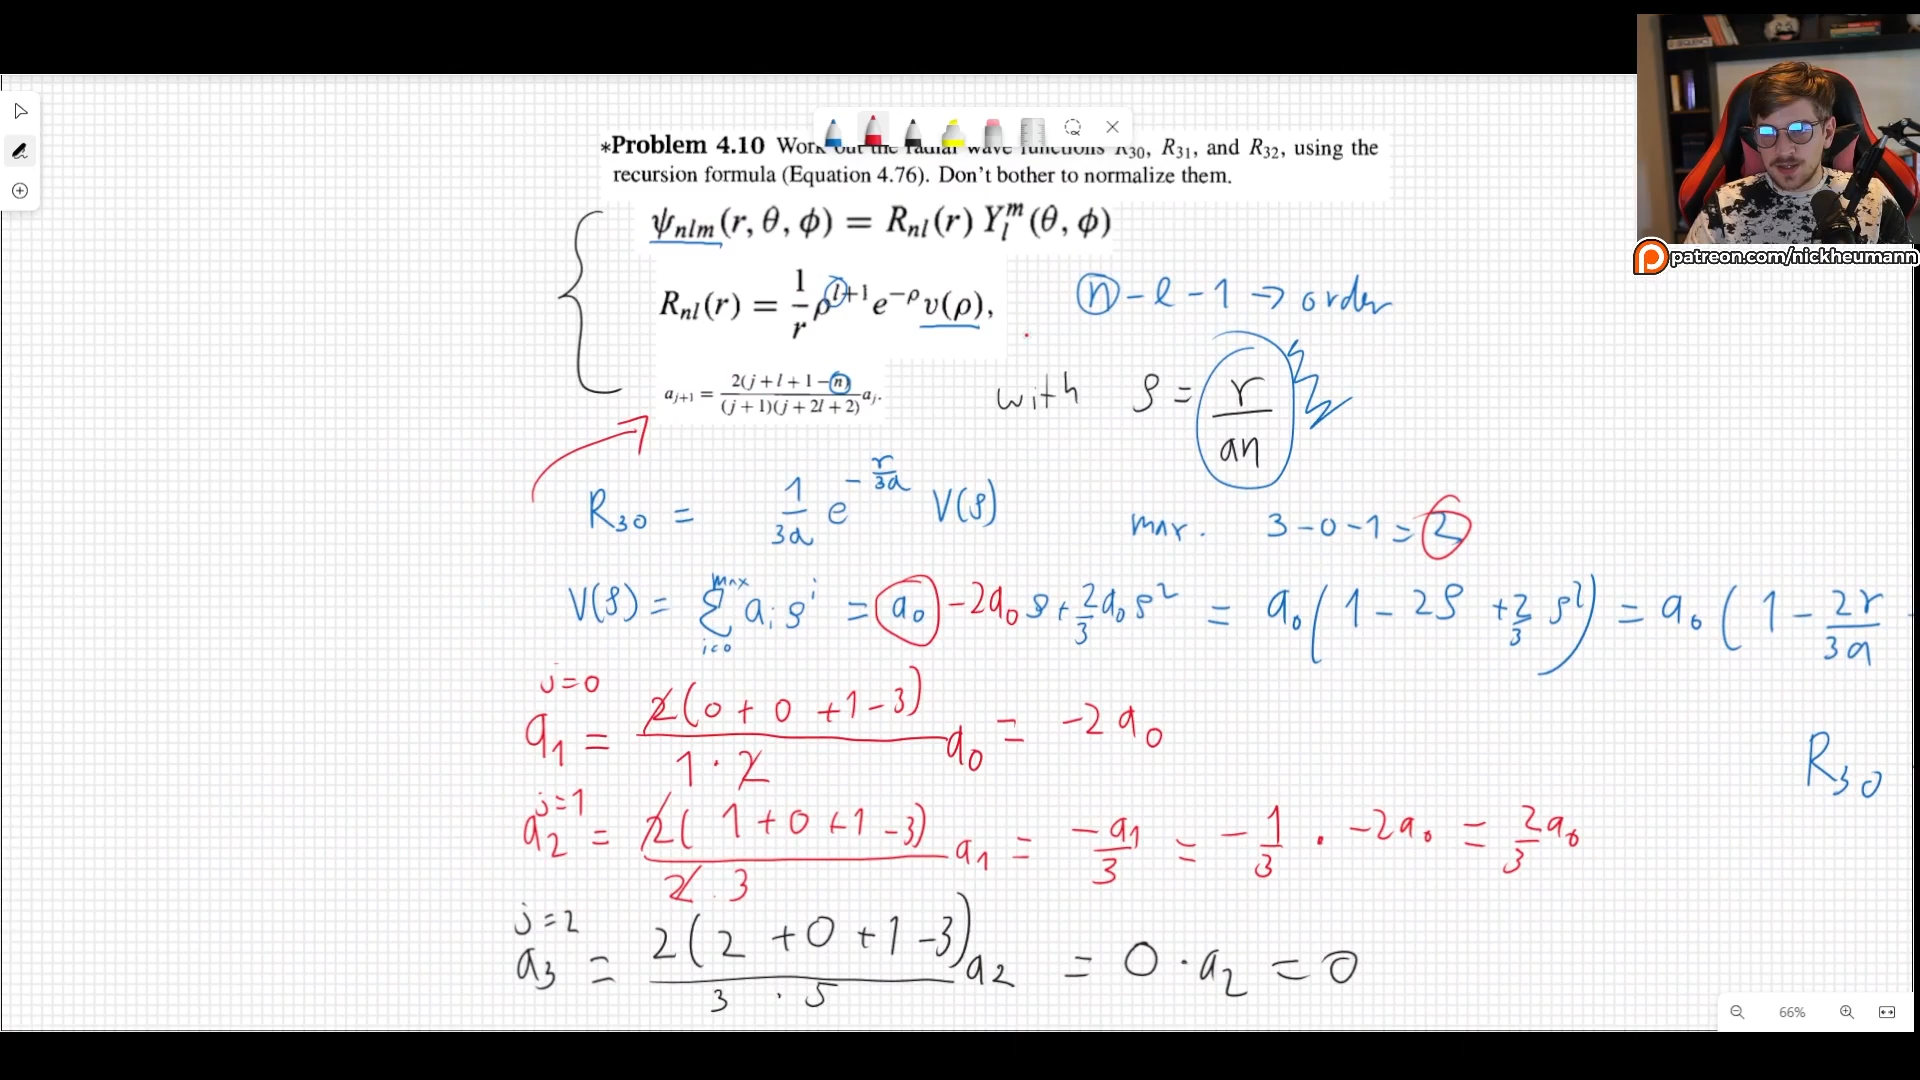 *Problem 4.10 Work out the radial wave functions R₃₀, R₃₁, and R₃₂, using the
recursion formula (Equation 4.76). Don't bother to normalize them.
ψₙₗₘ(r, θ, ϕ) = Rₙₗ(r) Yₗᵐ(θ, ϕ)
patreon.com/nickheumann
Rₙₗ(r) = 1/r ρ^(l+1) e^(−ρ) v(ρ),
n - l - 1 → order
a_(j+1) = 2(j + l + 1 − n) / (j + 1)(j + 2l + 2) a_j.
with ρ = r/an
R₃₀ = 1/3a e^(-r/3a) V(ρ)
max. 3-0-1 = 2
V(ρ) = Σ_(i=0)^(max) aᵢ ρⁱ = a₀ - 2a₀ρ + 2/3 a₀ρ² = a₀(1 - 2ρ + 2/3 ρ²) = a₀(1 - 2r/3a
j=0
a₁ = 2(0 + 0 + 1 - 3) / 1 · 2 a₀ = -2a₀
R₃₀
j=1
a₂ = 2(1 + 0 + 1 - 3) / 2 · 3 a₁ = -a₁/3 = -1/3 · -2a₀ = 2/3 a₀
j=2
a₃ = 2(2 + 0 + 1 - 3) / 3 · 5 a₂ = 0 · a₂ = 0
66%